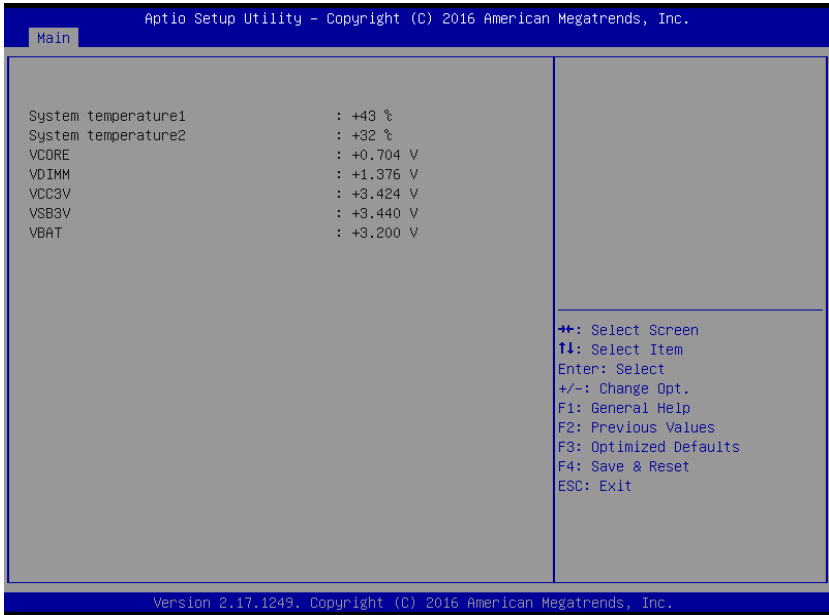 Aptio Setup Utility – Copyright (C) 2016 American Megatrends, Inc.
Main
System temperature1 : +43 ℃
System temperature2 : +32 ℃
VCORE : +0.704 V
VDIMM : +1.376 V
VCC3V : +3.424 V
VSB3V : +3.440 V
VBAT : +3.200 V
→←: Select Screen
↑↓: Select Item
Enter: Select
+/-: Change Opt.
F1: General Help
F2: Previous Values
F3: Optimized Defaults
F4: Save & Reset
ESC: Exit
Version 2.17.1249. Copyright (C) 2016 American Megatrends, Inc.